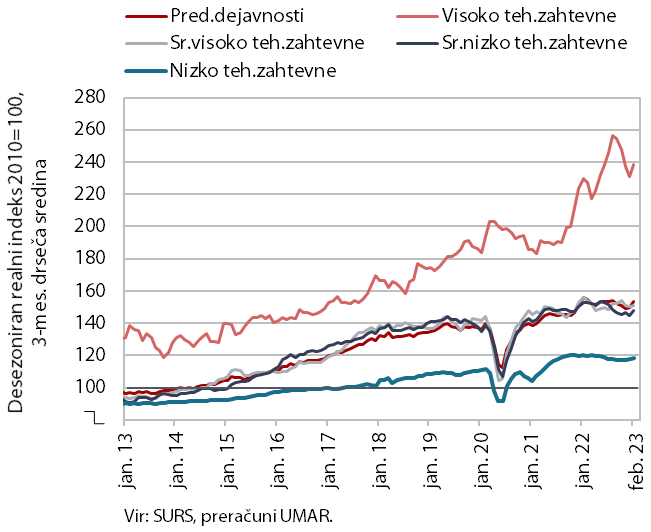 Pred.dejavnosti
Visoko teh.zahtevne
Sr.visoko teh.zahtevne
Sr.nizko teh.zahtevne
Nizko teh.zahtevne
Desezoniran realni indeks 2010=100,
3-mes. drseča sredina
280
260
240
220
200
180
160
140
120
100
jan. 13
jan. 14
jan. 15
jan. 16
jan. 17
jan. 18
jan. 19
jan. 20
jan. 21
jan. 22
feb. 23
Vir: SURS, preračuni UMAR.